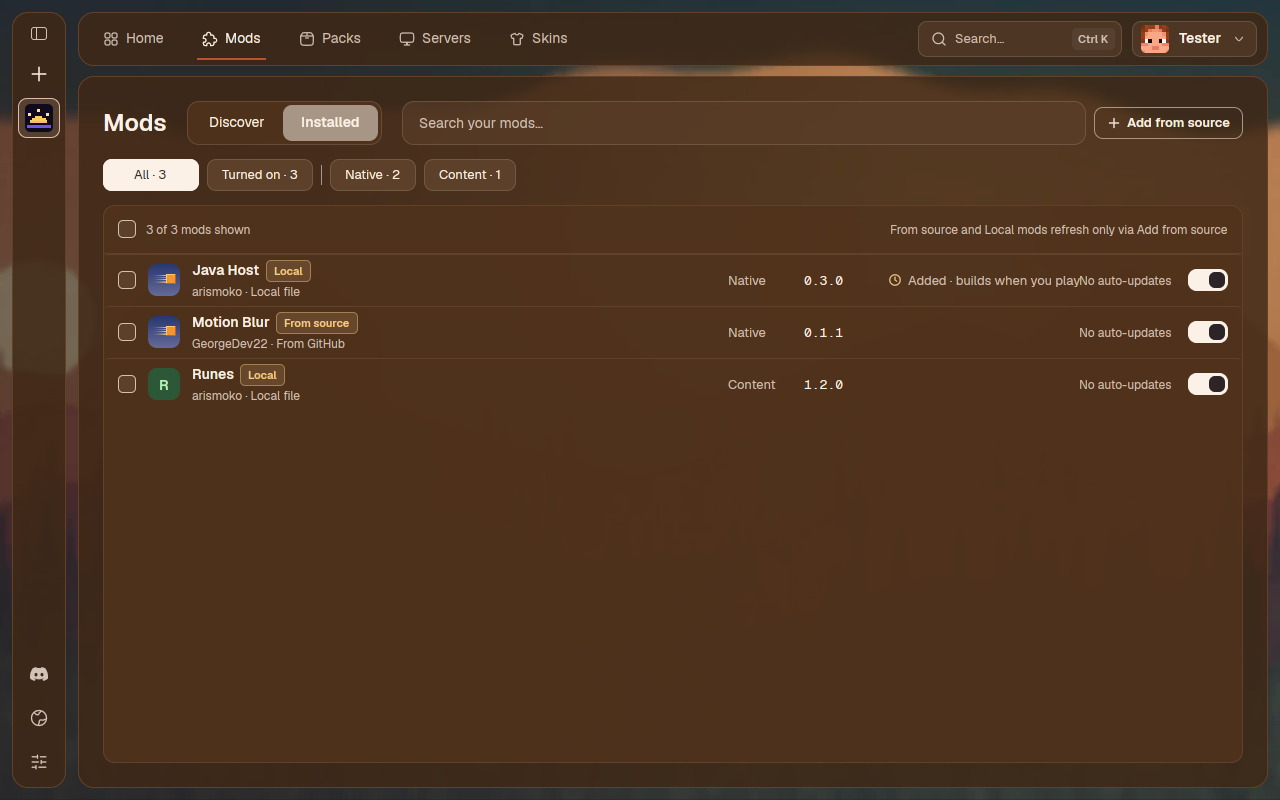 Home
Mods
Packs
Servers
Skins
Search...
Ctrl K
Tester
Mods
Discover
Installed
Search your mods...
Add from source
All · 3
Turned on · 3
Native · 2
Content · 1
3 of 3 mods shown
From source and Local mods refresh only via Add from source
Java Host
Local
arismoko · Local file
Native
0.3.0
Added · builds when you play
No auto-updates
Motion Blur
From source
GeorgeDev22 · From GitHub
Native
0.1.1
No auto-updates
R
Runes
Local
arismoko · Local file
Content
1.2.0
No auto-updates